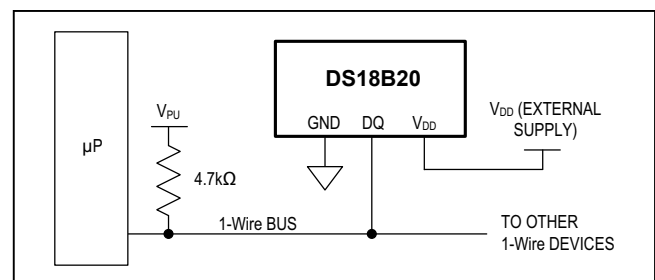 DS18B20
GND DQ VDD
VPU
VDD (EXTERNAL
SUPPLY)
µP
4.7kΩ
1-Wire BUS
TO OTHER
1-Wire DEVICES